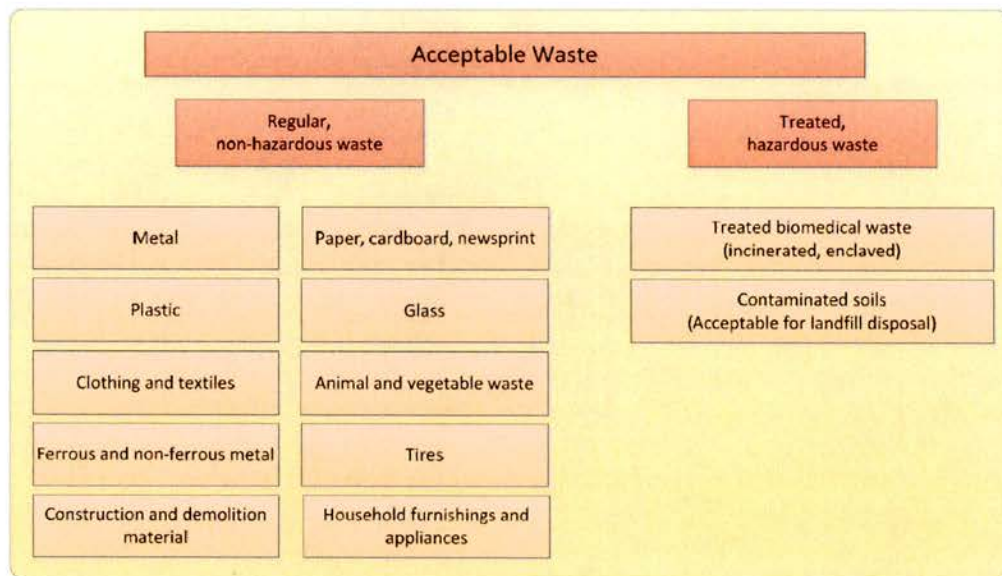 Acceptable Waste
Regular,
non-hazardous waste
Treated,
hazardous waste
Metal
Paper, cardboard, newsprint
Treated biomedical waste
(incinerated, enclaved)
Plastic
Glass
Contaminated soils
(Acceptable for landfill disposal)
Clothing and textiles
Animal and vegetable waste
Ferrous and non-ferrous metal
Tires
Construction and demolition
material
Household furnishings and
appliances